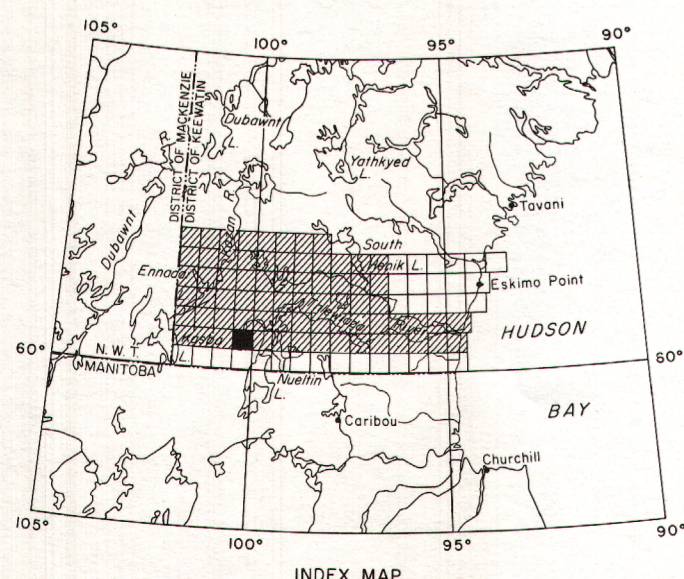 105°
100°
95°
90°
DISTRICT OF MACKENZIE
DISTRICT OF KEEWATIN
Dubawnt
L.
R.
Yathkyed
L.
Tavani
Dubawnt
Kazan
R.
South
Henik L.
Ennadai
Eskimo Point
River
HUDSON
Kasba
L.
60°
N.W.T.
MANITOBA
60°
Nueltin
L.
BAY
Caribou
Churchill
105°
100°
95°
90°
INDEX MAP